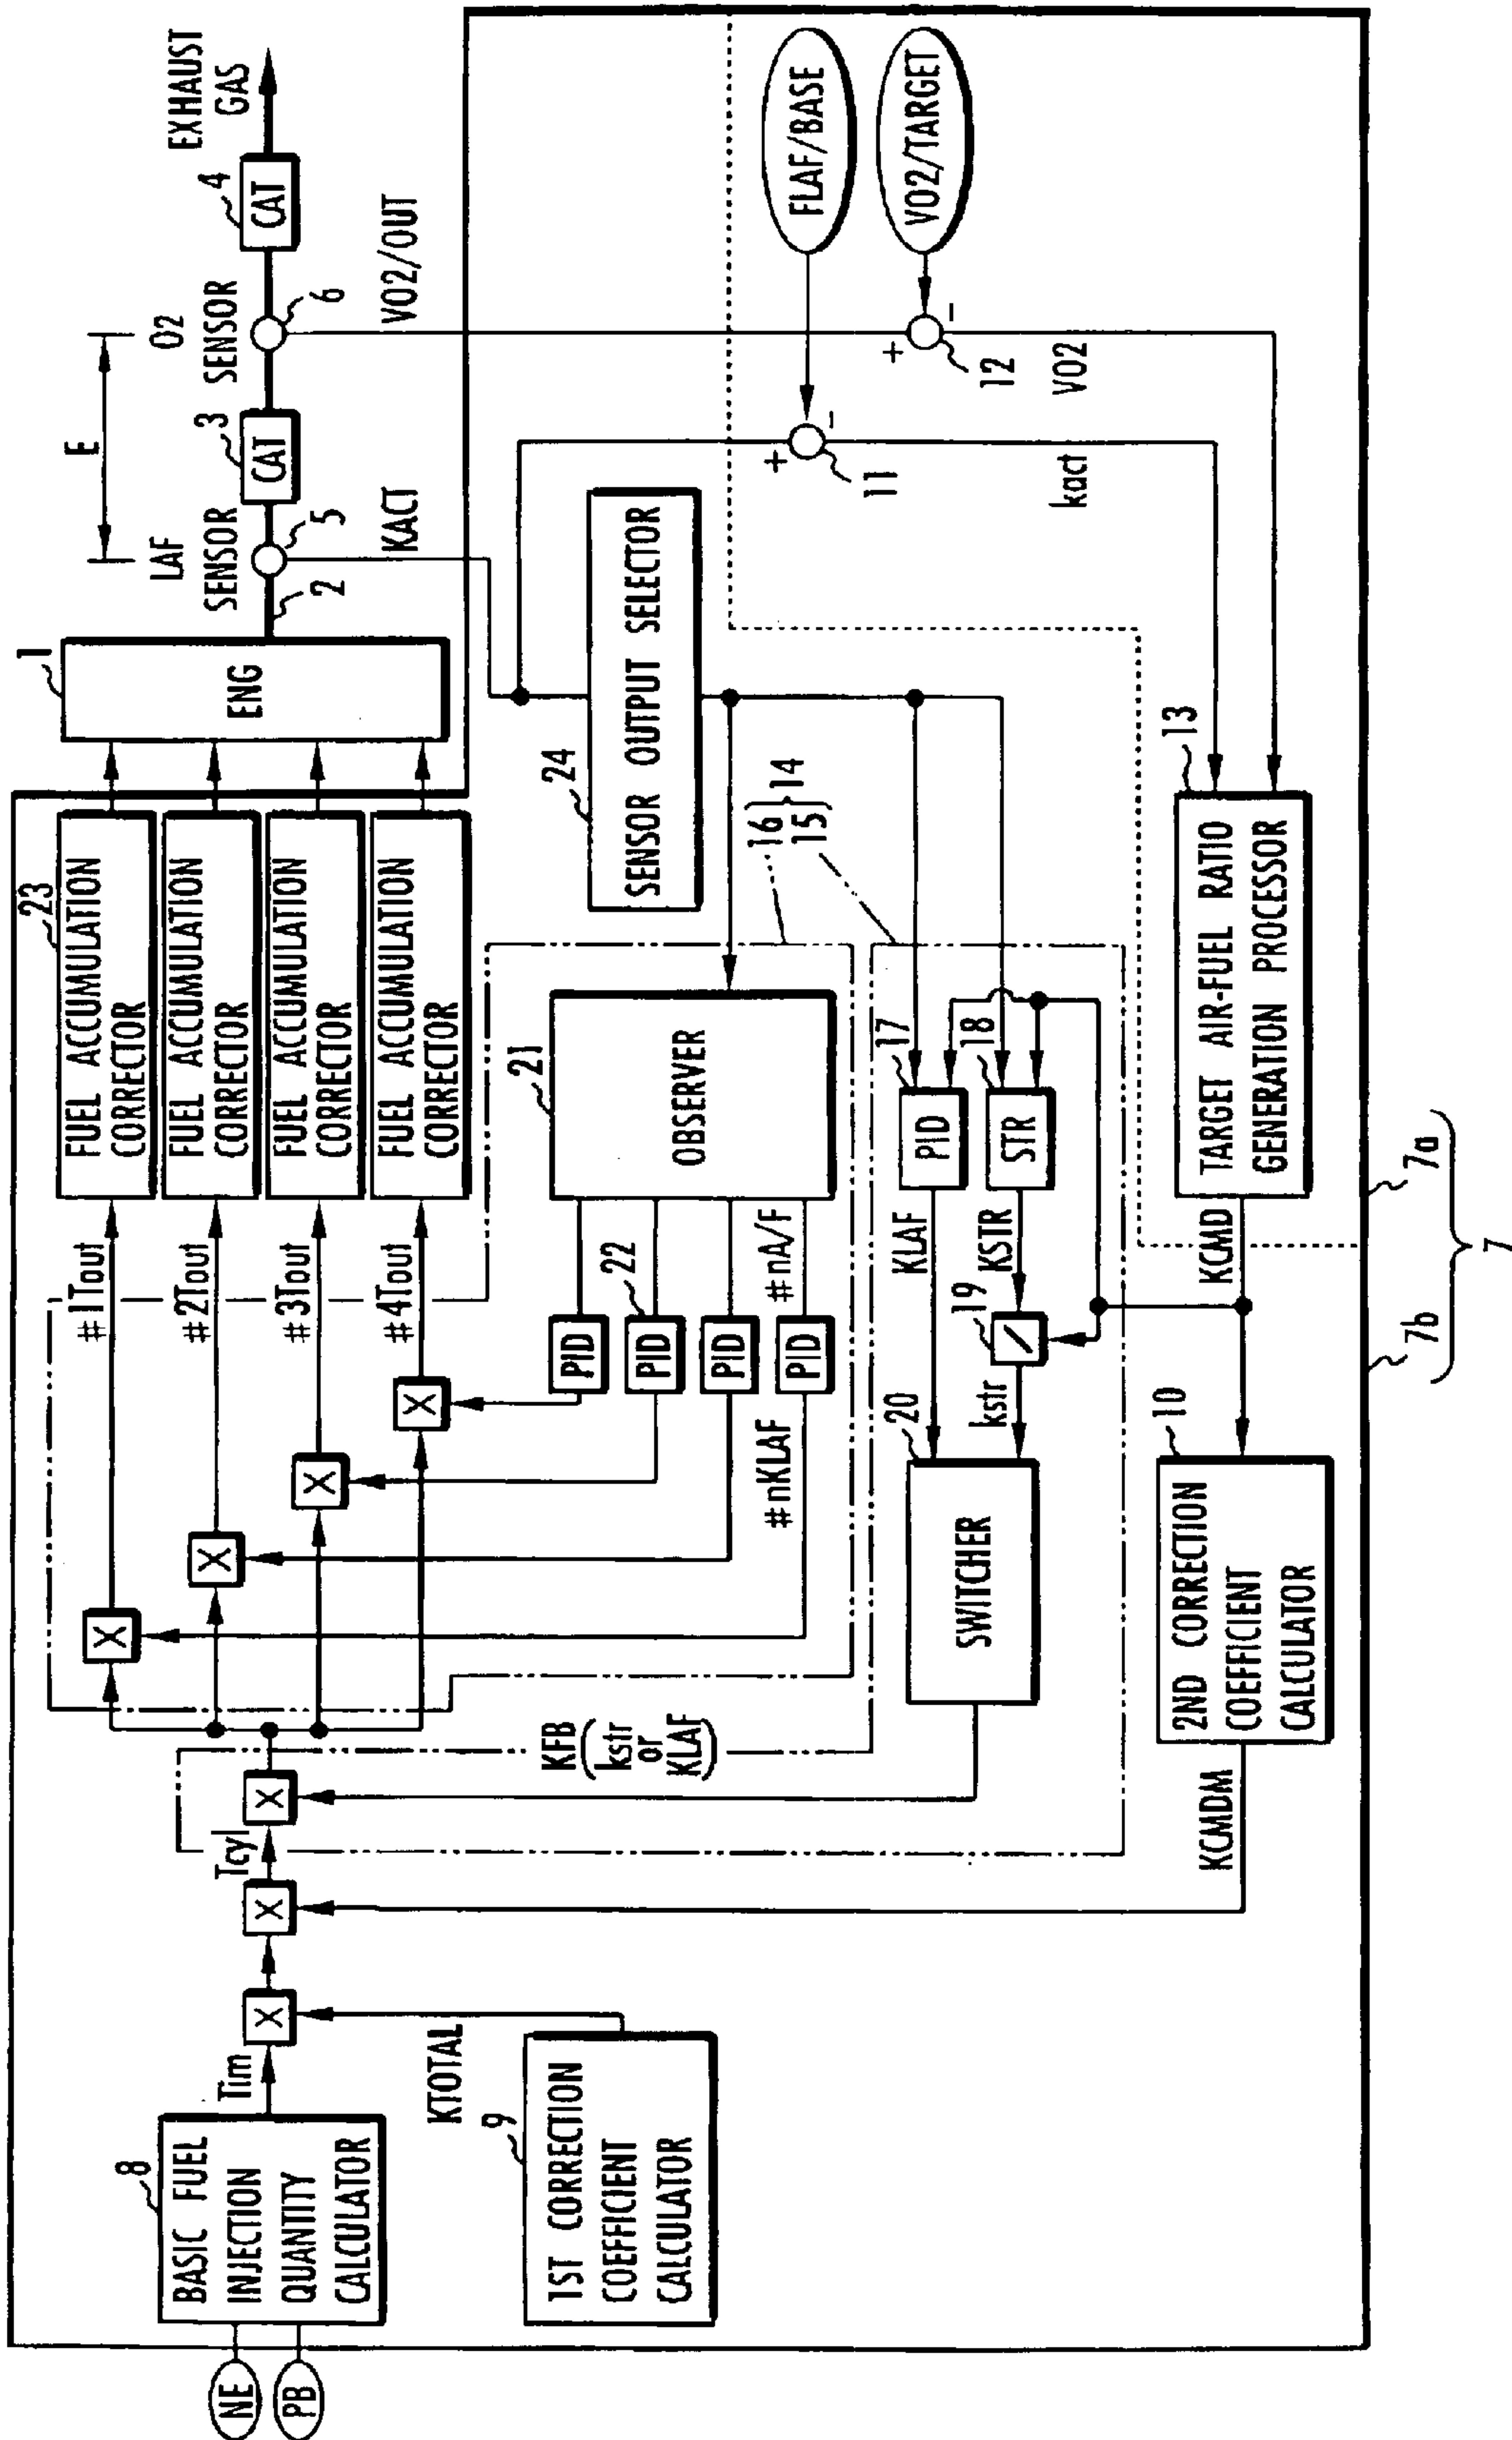 EXHAUST
GAS
4
CAT
O2
SENSOR
6
VO2/OUT
E
3
CAT
LAF
SENSOR
5
KACT
2
1
ENG
FLAF/BASE
VO2/TARGET
+
-
11
kact
+
-
12
VO2
24
SENSOR OUTPUT SELECTOR
16
15
14
13
TARGET AIR-FUEL RATIO
GENERATION PROCESSOR
KCMD
7a
7b
7
23
FUEL ACCUMULATION
CORRECTOR
FUEL ACCUMULATION
CORRECTOR
FUEL ACCUMULATION
CORRECTOR
FUEL ACCUMULATION
CORRECTOR
#1Tout
#2Tout
#3Tout
#4Tout
21
OBSERVER
PID
PID
22
PID
PID
#nA/F
#nKLAF
X
X
X
X
17
PID
18
STR
KLAF
KSTR
19
/
kstr
20
SWITCHER
KFB
(kstr
or
KLAF)
10
2ND CORRECTION
COEFFICIENT
CALCULATOR
KCMDM
X
Tcyl
X
X
Tim
KTOTAL
8
BASIC FUEL
INJECTION
QUANTITY
CALCULATOR
9
1ST CORRECTION
COEFFICIENT
CALCULATOR
NE
PB